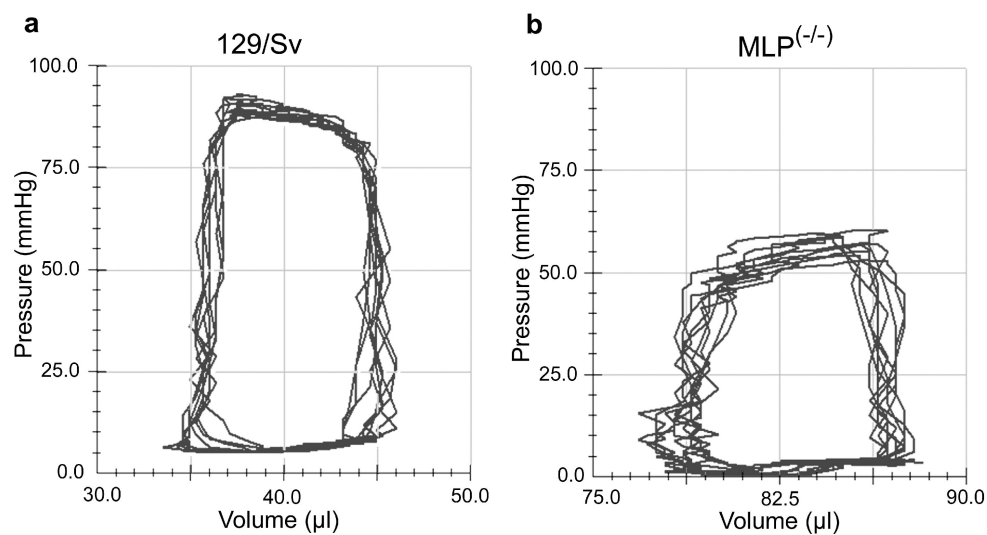 a
129/Sv
100.0
75.0
50.0
25.0
0.0
30.0 40.0 50.0
Volume (µl)
Pressure (mmHg)
b
MLP(-/-)
100.0
75.0
50.0
25.0
0.0
75.0 82.5 90.0
Volume (µl)
Pressure (mmHg)